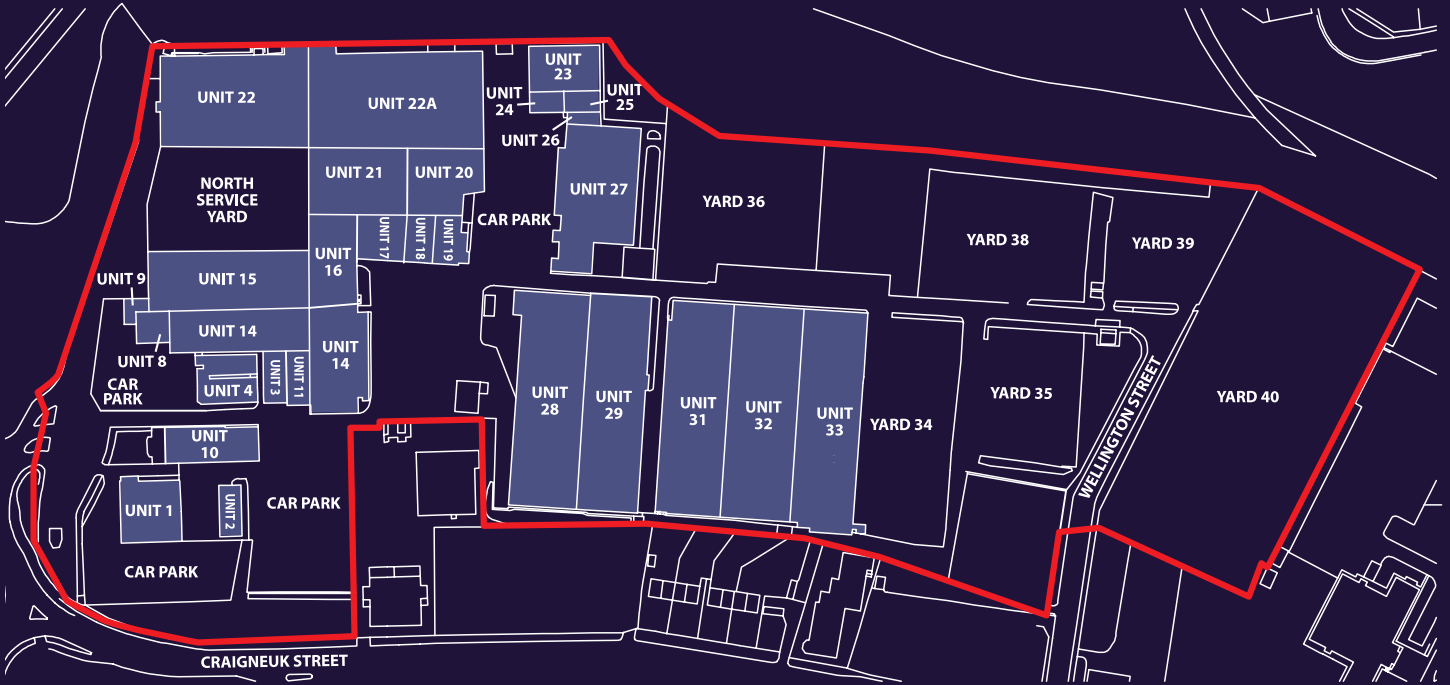 UNIT
23
UNIT 22
UNIT 22A
UNIT
24
UNIT
25
UNIT 26
UNIT 21
UNIT 20
UNIT 27
NORTH
SERVICE
YARD
CAR PARK
YARD 36
YARD 38
YARD 39
UNIT 17
UNIT 18
UNIT 19
UNIT
16
UNIT 9
UNIT 15
UNIT 14
UNIT
14
UNIT 8
CAR
PARK
UNIT 4
UNIT 3
UNIT 11
UNIT
28
UNIT
29
UNIT
31
UNIT
32
UNIT
33
YARD 34
YARD 35
WELLINGTON STREET
YARD 40
UNIT
10
UNIT 1
UNIT 2
CAR PARK
CAR PARK
CRAIGNEUK STREET